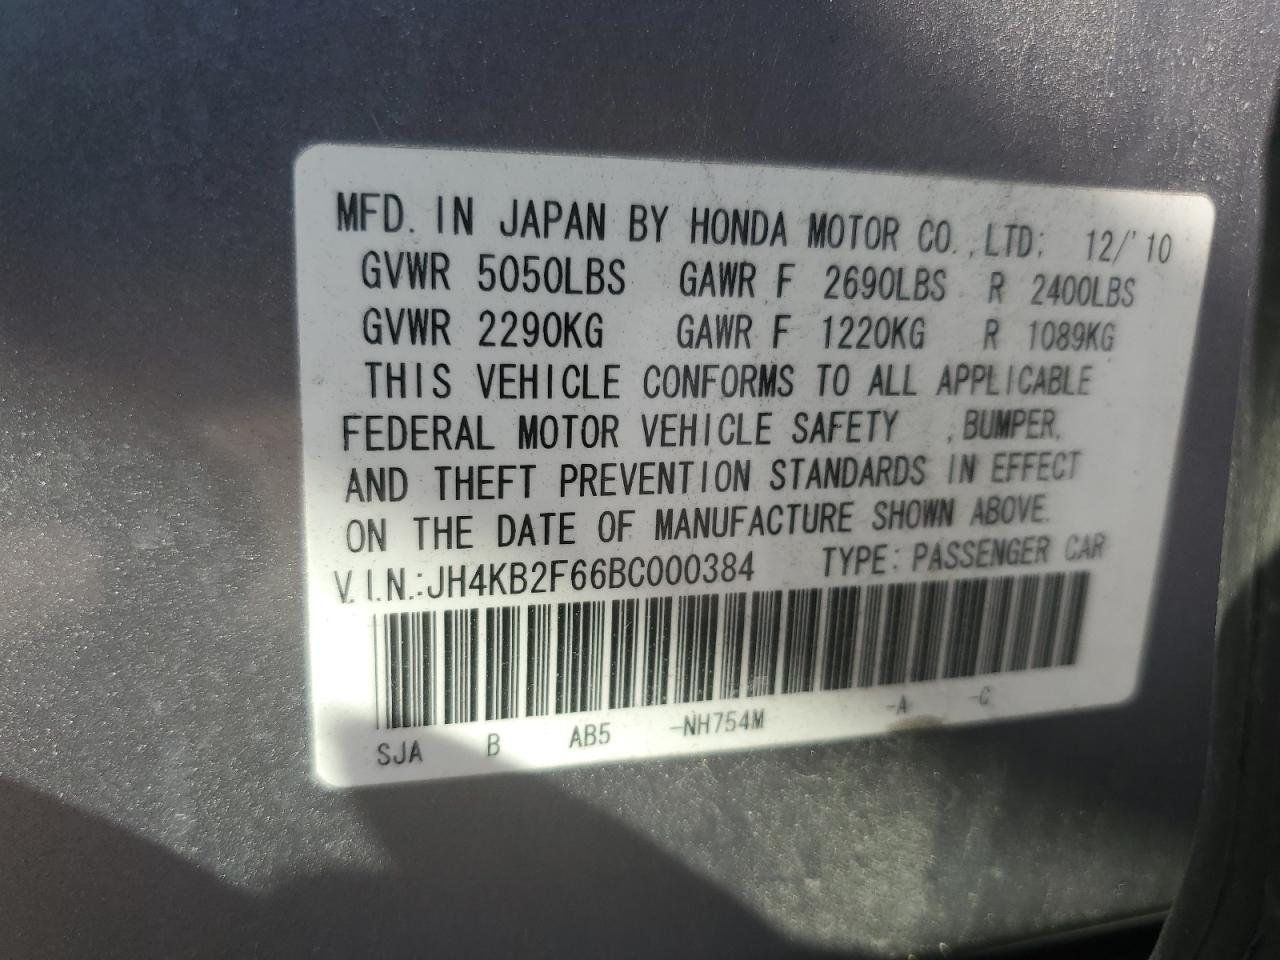 MFD. IN JAPAN BY HONDA MOTOR CO.,LTD: 12/'10
GVWR 5050LBS GAWR F 2690LBS R 2400LBS
GVWR 2290KG GAWR F 1220KG R 1089KG
THIS VEHICLE CONFORMS TO ALL APPLICABLE
FEDERAL MOTOR VEHICLE SAFETY ,BUMPER,
AND THEFT PREVENTION STANDARDS IN EFFECT
ON THE DATE OF MANUFACTURE SHOWN ABOVE.
V.I.N.:JH4KB2F66BC000384 TYPE: PASSENGER CAR
SJA B AB5 -NH754M -A -C